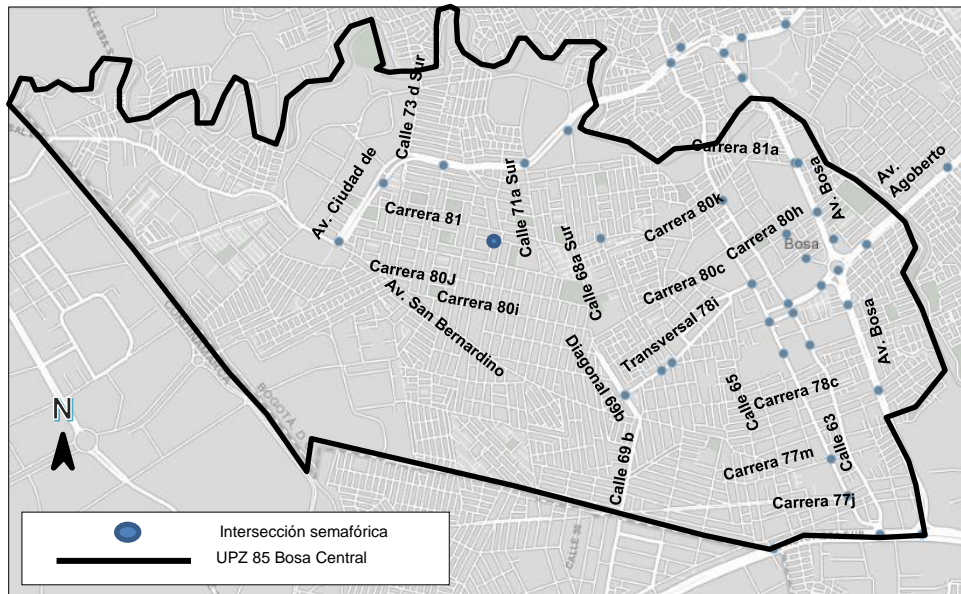 Calle 73 d Sur
Av. Ciudad de
Carrera 81
Calle 71a Sur
Carrera 81a
Av. Bosa
Av.
Agoberto
Carrera 80k
Carrera 80h
Bosa
Calle 68a Sur
Carrera 80c
Carrera 80J
Carrera 80i
Av. San Bernardino
Transversal 78i
Diagonal 69b
Av. Bosa
Calle 65
Carrera 78c
Calle 63
BOGOTÁ D.
Calle 69 b
Carrera 77m
Carrera 77j
N
Intersección semafórica
UPZ 85 Bosa Central